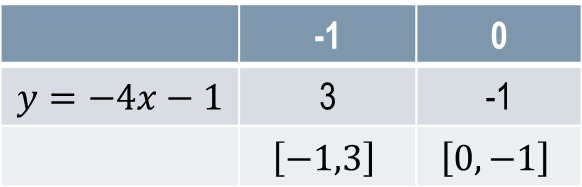 -1 0
y = −4x − 1 3 -1
[−1,3] [0, −1]